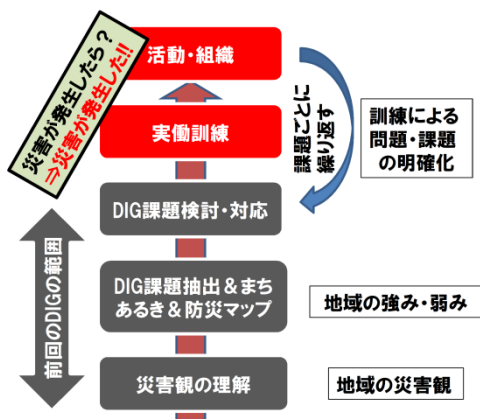 災害が発生したら？
⇒災害が発生した!!
活動・組織
実働訓練
課題ごとに
繰り返す
訓練による
問題・課題
の明確化
DIG課題検討・対応
前回のDIGの範囲
DIG課題抽出＆まち
あるき＆防災マップ
地域の強み・弱み
災害観の理解
地域の災害観